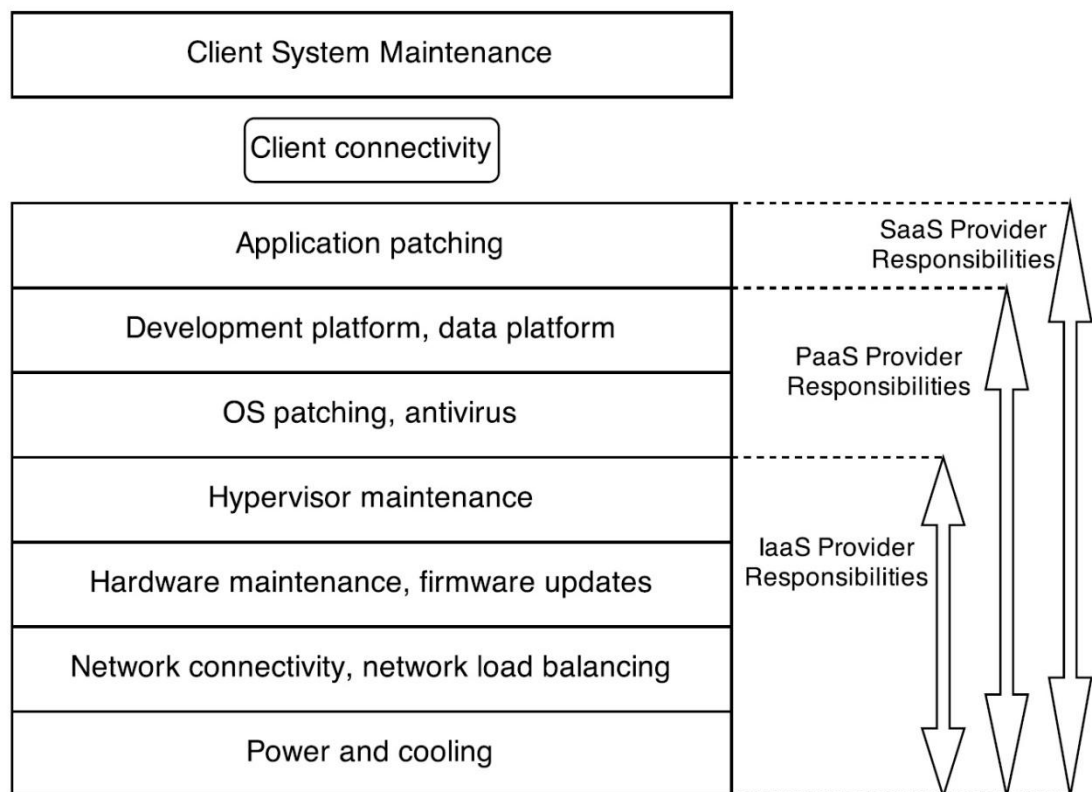 Client System Maintenance
Client connectivity
Application patching
SaaS Provider
Responsibilities
Development platform, data platform
PaaS Provider
Responsibilities
OS patching, antivirus
Hypervisor maintenance
IaaS Provider
Responsibilities
Hardware maintenance, firmware updates
Network connectivity, network load balancing
Power and cooling